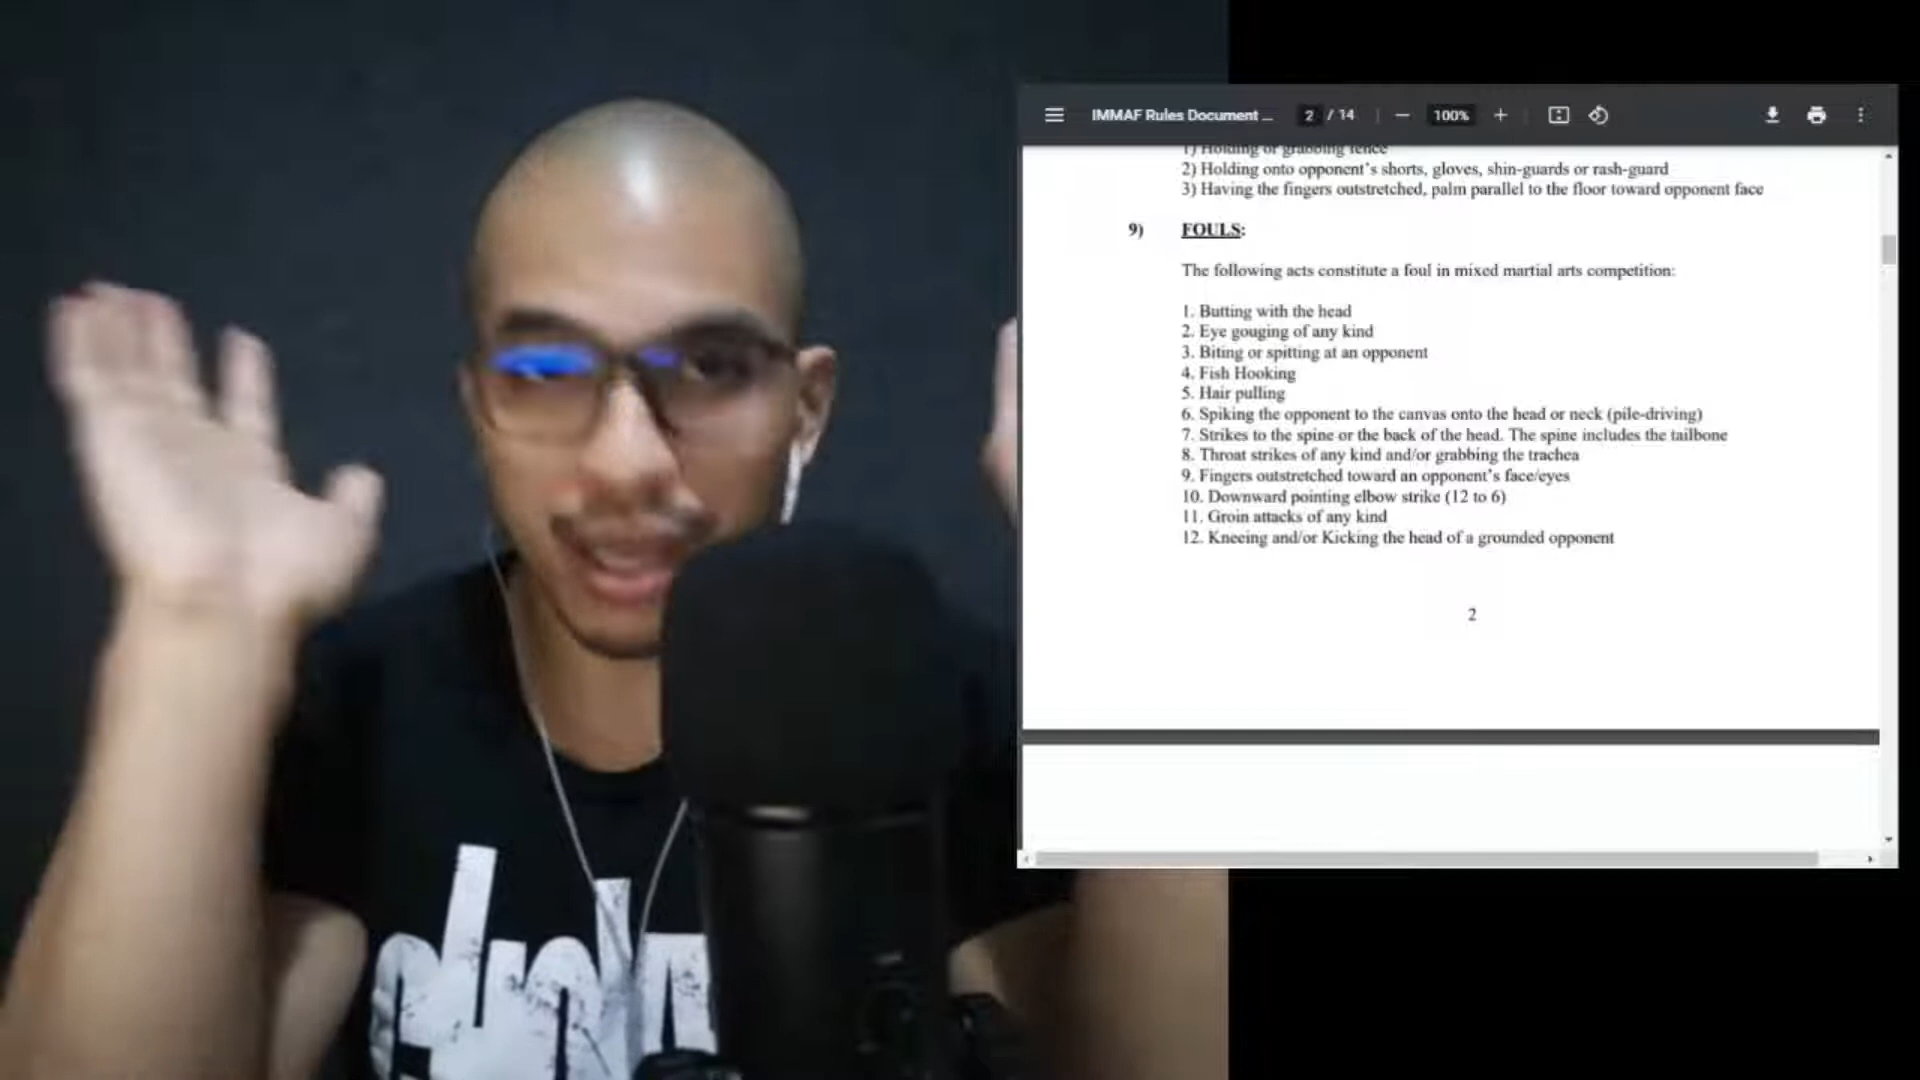 IMMAF Rules Document ...
2 / 14
100%
1) Holding or grabbing fence
2) Holding onto opponent's shorts, gloves, shin-guards or rash-guard
3) Having the fingers outstretched, palm parallel to the floor toward opponent face
9) FOULS:
The following acts constitute a foul in mixed martial arts competition:
1. Butting with the head
2. Eye gouging of any kind
3. Biting or spitting at an opponent
4. Fish Hooking
5. Hair pulling
6. Spiking the opponent to the canvas onto the head or neck (pile-driving)
7. Strikes to the spine or the back of the head. The spine includes the tailbone
8. Throat strikes of any kind and/or grabbing the trachea
9. Fingers outstretched toward an opponent's face/eyes
10. Downward pointing elbow strike (12 to 6)
11. Groin attacks of any kind
12. Kneeing and/or Kicking the head of a grounded opponent
2